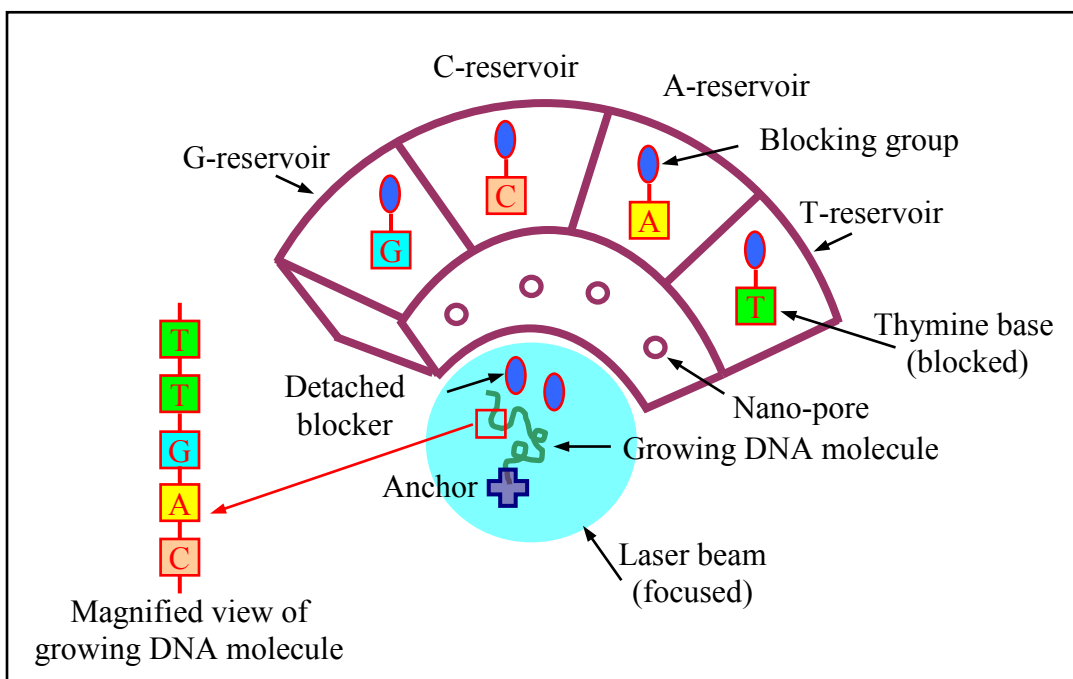 C-reservoir
A-reservoir
G-reservoir
Blocking group
T-reservoir
C
A
G
T
T
T
G
A
C
Thymine base
(blocked)
Detached
blocker
Nano-pore
Growing DNA molecule
Anchor
Laser beam
(focused)
Magnified view of
growing DNA molecule